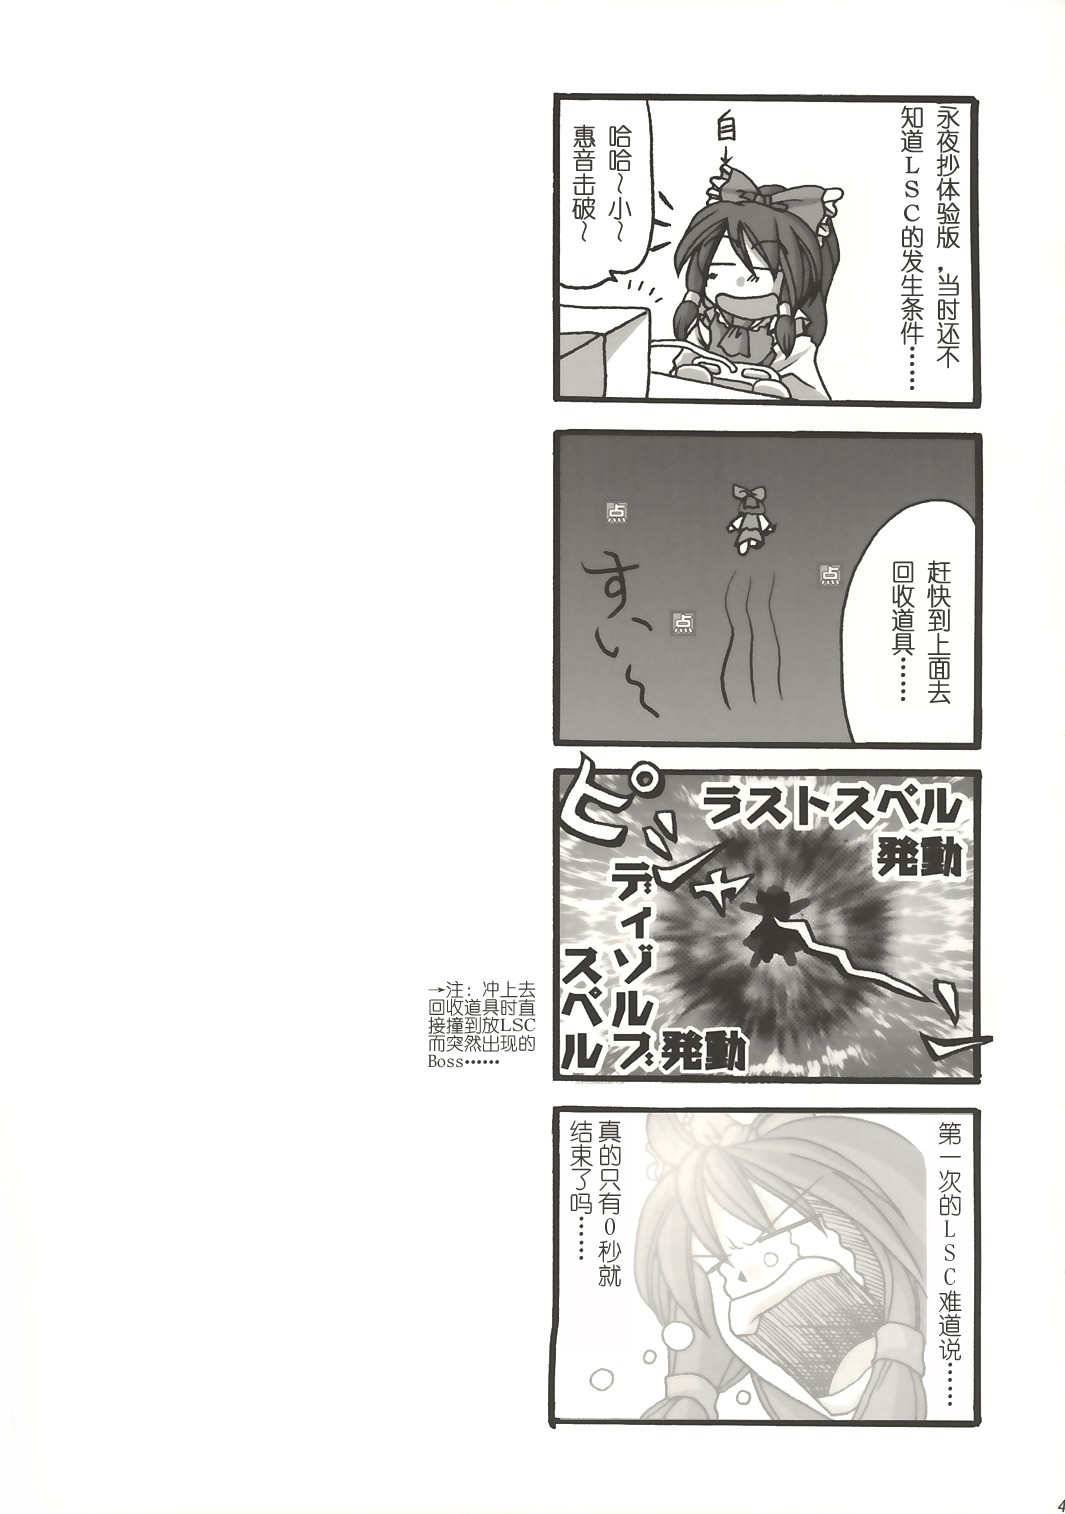 永夜抄体验版，当时还不
知道LSC的发生条件……
自
哈哈～小～
惠音击破～
赶快到上面去
回收道具……
点
点
点
すぃ～
ラストスペル
発動
ピシャ
ディゾルブ
スペル
発動
→注：冲上去
回收道具时直
接撞到放LSC
而突然出现的
Boss……
第一次的LSC难道说……
真的只有0秒就
结束了吗……
4